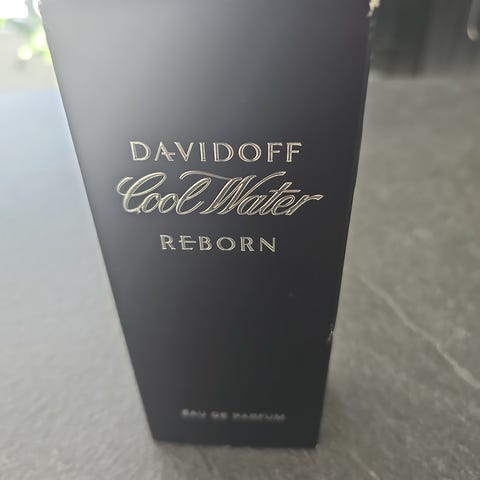 DAVIDOFF
Cool Water
REBORN
EAU DE PARFUM